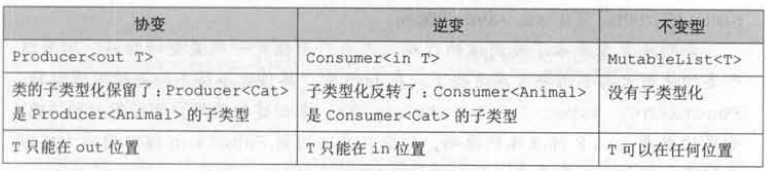 协变 逆变 不变型
Producer<out T> Consumer<in T> MutableList<T>
类的子类型化保留了：Producer<Cat> 子类型化反转了：Consumer<Animal> 没有子类型化
是 Producer<Animal> 的子类型 是 Consumer<Cat> 的子类型
T 只能在 out 位置 T 只能在 in 位置 T 可以在任何位置